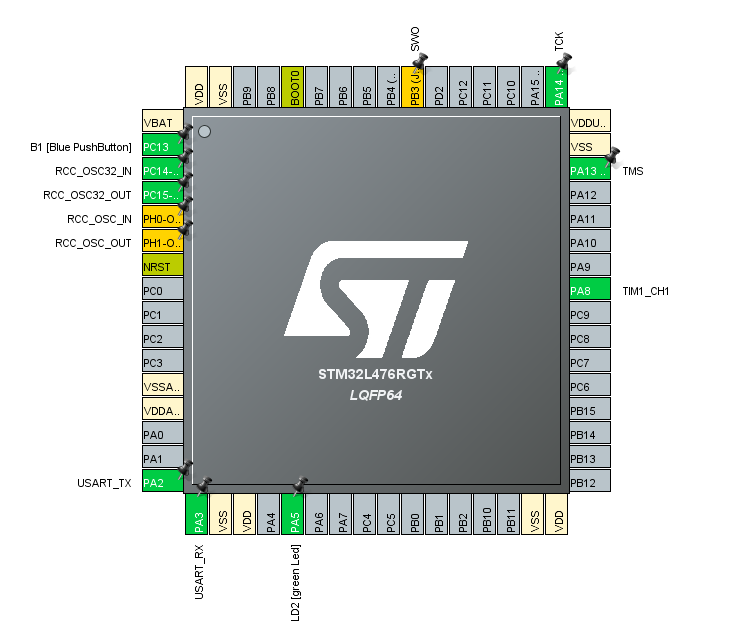 SWO
TCK
VDD
VSS
PB9
PB8
BOOT0
PB7
PB6
PB5
PB4 (..
PB3 (J..
PD2
PC12
PC11
PC10
PA15 ..
PA14 ..
VBAT
B1 [Blue PushButton] PC13
RCC_OSC32_IN PC14-..
RCC_OSC32_OUT PC15-..
RCC_OSC_IN PH0-O..
RCC_OSC_OUT PH1-O..
NRST
PC0
PC1
PC2
PC3
VSSA..
VDDA..
PA0
PA1
USART_TX PA2
ST
STM32L476RGTx
LQFP64
VDDU..
VSS
PA13 .. TMS
PA12
PA11
PA10
PA9
PA8 TIM1_CH1
PC9
PC8
PC7
PC6
PB15
PB14
PB13
PB12
PA3
VSS
VDD
PA4
PA5
PA6
PA7
PC4
PC5
PB0
PB1
PB2
PB10
PB11
VSS
VDD
USART_RX
LD2 [green Led]